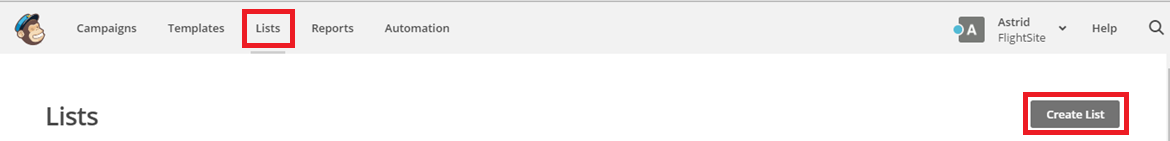 Campaigns Templates Lists Reports Automation A Astrid Help
FlightSite
Lists Create List